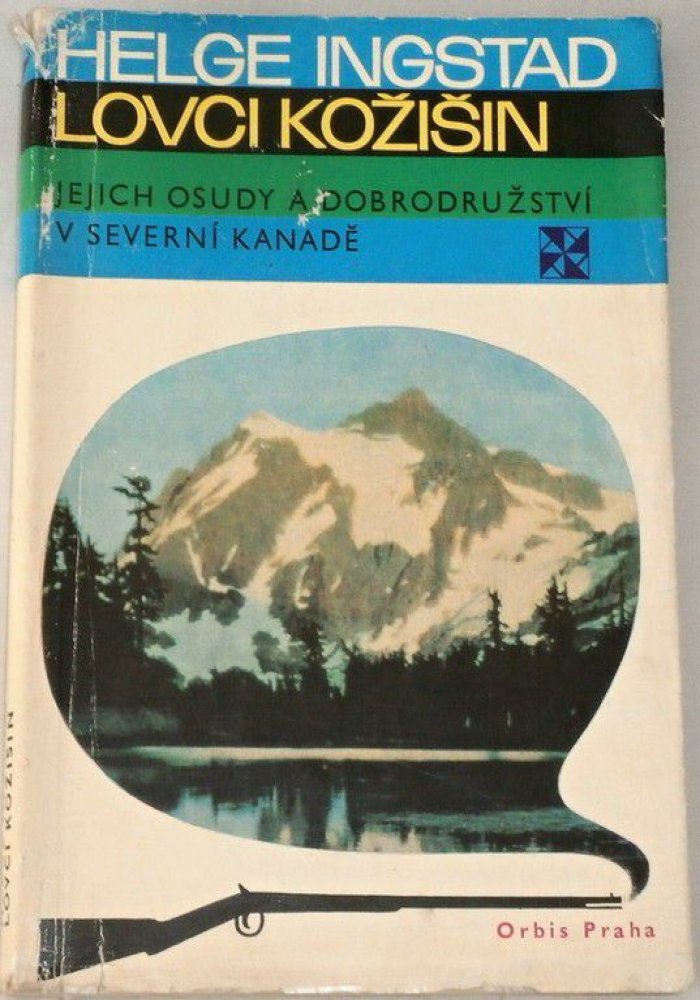 HELGE INGSTAD
LOVCI KOŽIŠIN
JEJICH OSUDY A DOBRODRUŽSTVÍ
V SEVERNÍ KANADĚ
Orbis Praha
LOVCI KOŽIŠIN